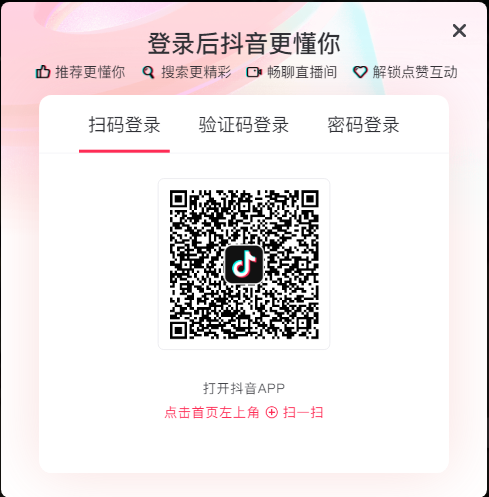 登录后抖音更懂你
推荐更懂你 搜索更精彩 畅聊直播间 解锁点赞互动
扫码登录 验证码登录 密码登录
打开抖音APP
点击首页左上角 扫一扫